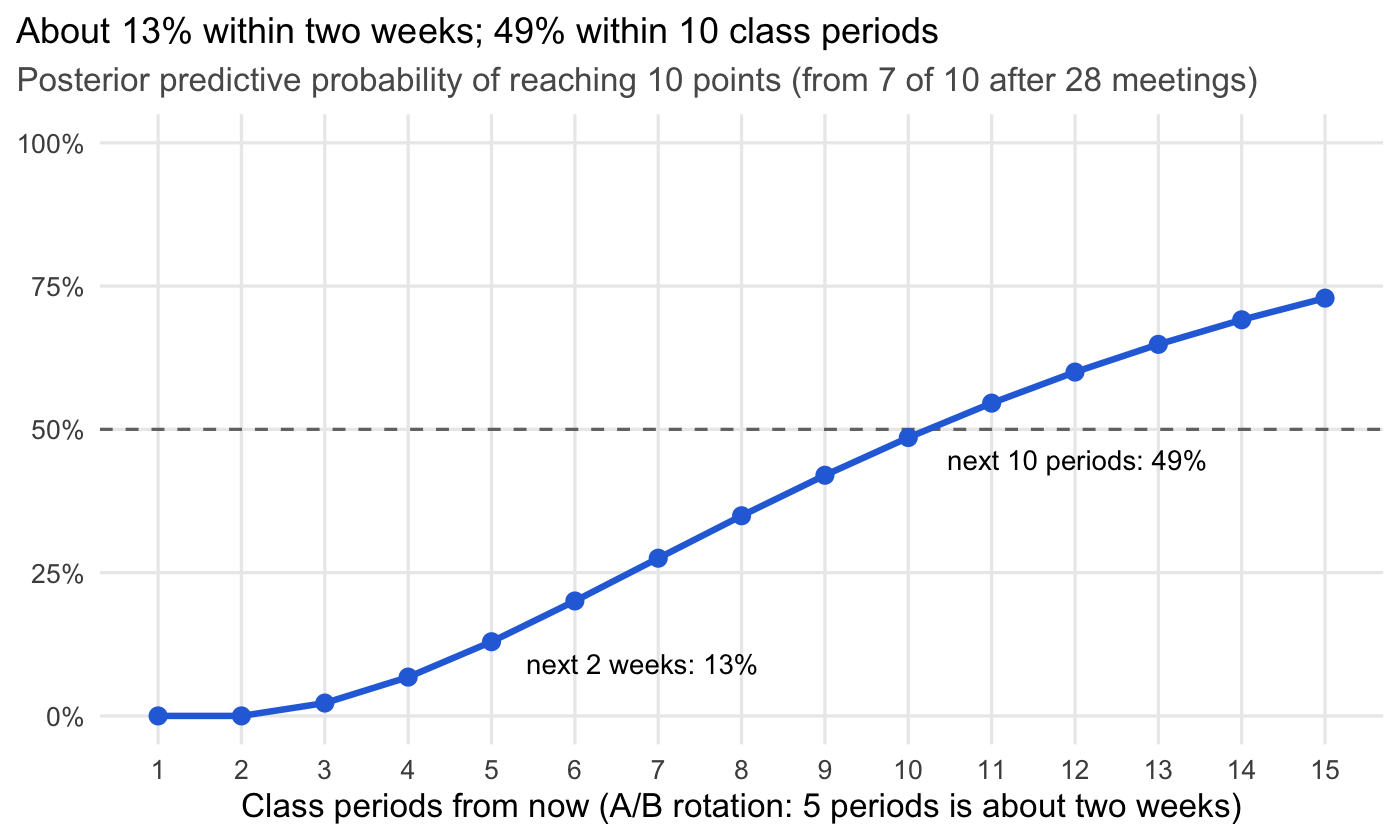 About 13% within two weeks; 49% within 10 class periods
Posterior predictive probability of reaching 10 points (from 7 of 10 after 28 meetings)
100%
75%
50%
25%
0%
next 10 periods: 49%
next 2 weeks: 13%
1 2 3 4 5 6 7 8 9 10 11 12 13 14 15
Class periods from now (A/B rotation: 5 periods is about two weeks)